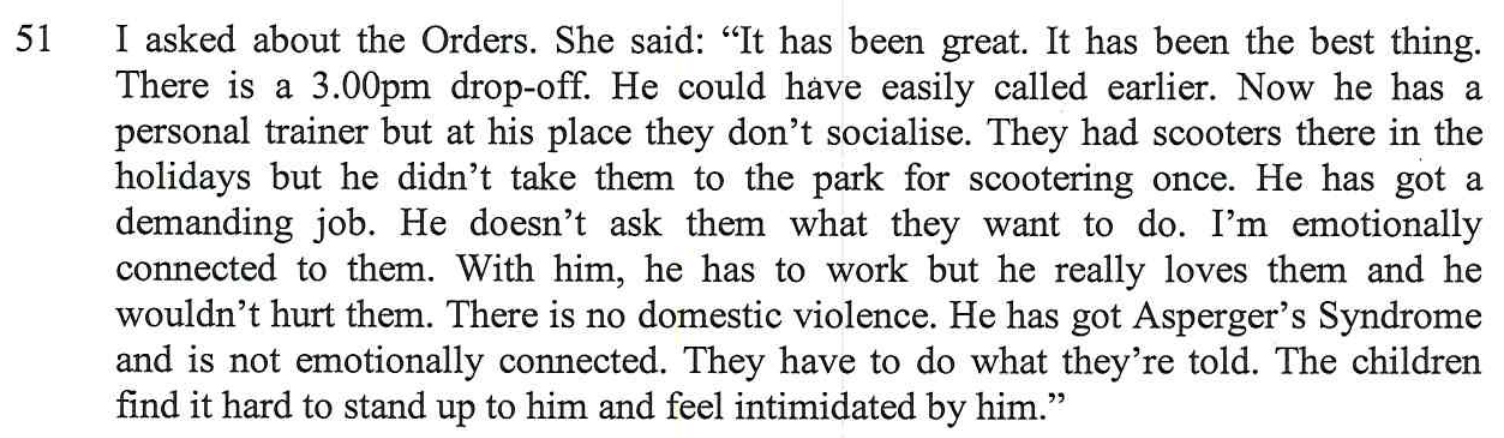 51 I asked about the Orders. She said: “It has been great. It has been the best thing.
There is a 3.00pm drop-off. He could have easily called earlier. Now he has a
personal trainer but at his place they don’t socialise. They had scooters there in the
holidays but he didn’t take them to the park for scootering once. He has got a
demanding job. He doesn’t ask them what they want to do. I’m emotionally
connected to them. With him, he has to work but he really loves them and he
wouldn’t hurt them. There is no domestic violence. He has got Asperger’s Syndrome
and is not emotionally connected. They have to do what they’re told. The children
find it hard to stand up to him and feel intimidated by him.”